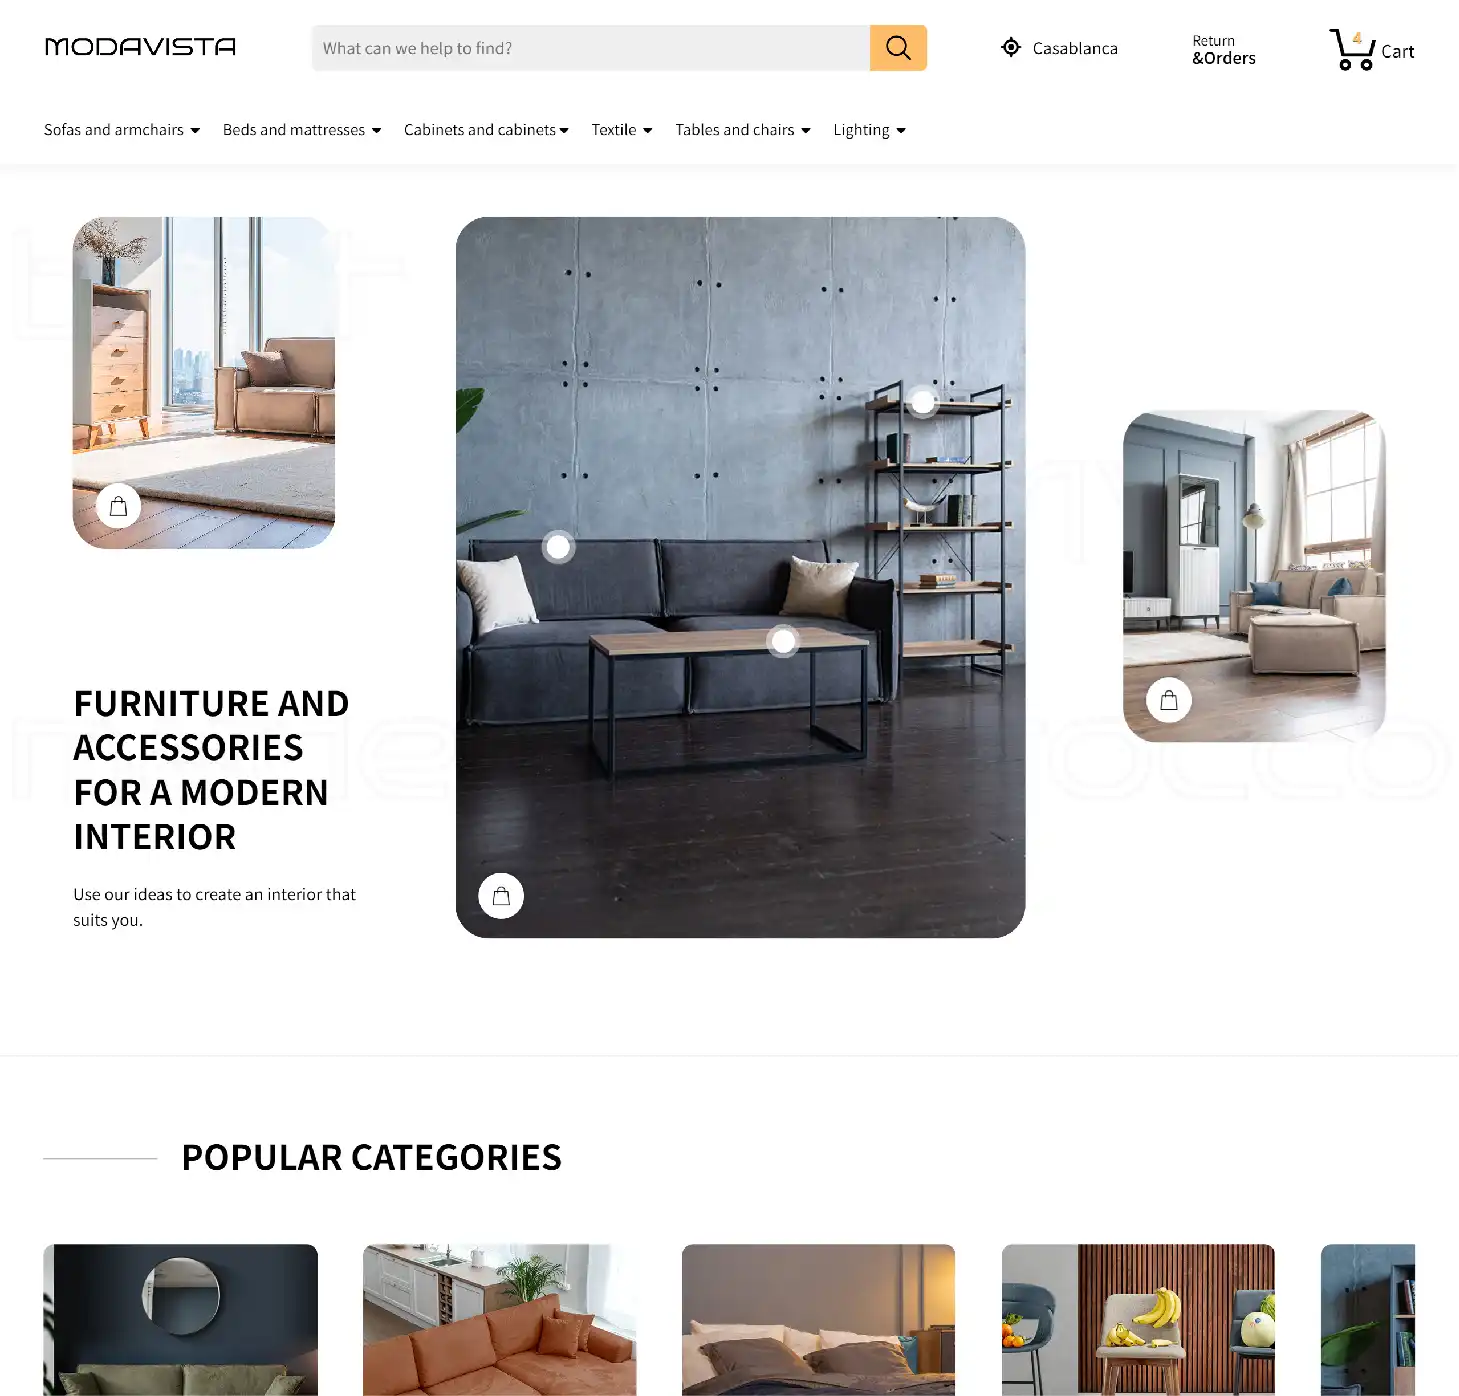 MODAVISTA
What can we help to find?
Casablanca
Return
&Orders
4
Cart
Sofas and armchairs
Beds and mattresses
Cabinets and cabinets
Textile
Tables and chairs
Lighting
FURNITURE AND
ACCESSORIES
FOR A MODERN
INTERIOR
Use our ideas to create an interior that
suits you.
POPULAR CATEGORIES